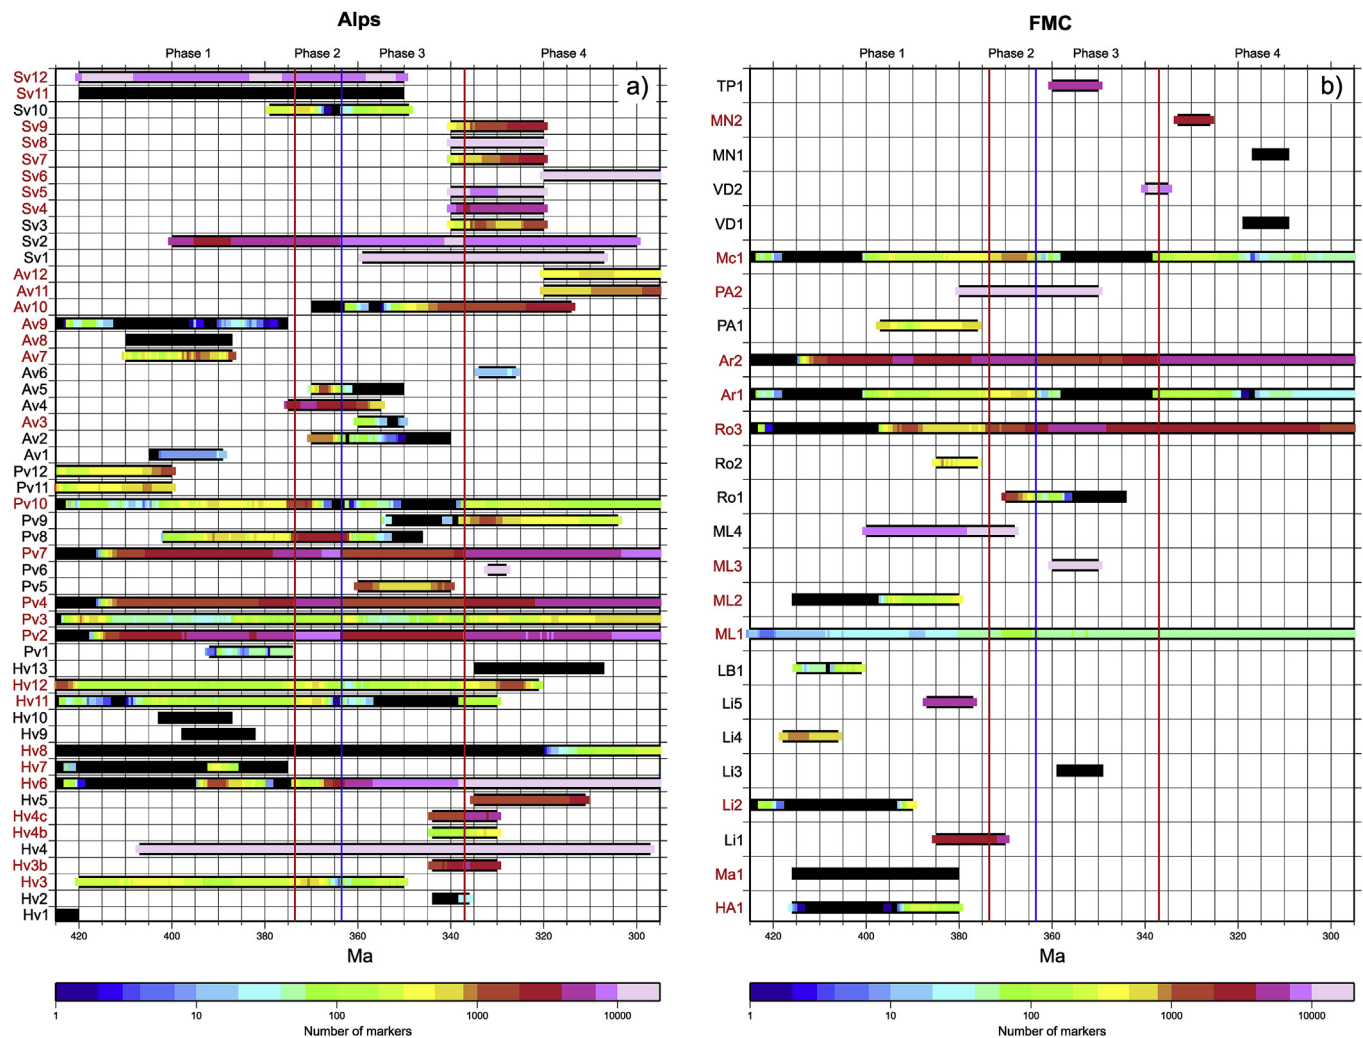 Alps
Phase 1 Phase 2 Phase 3 Phase 4
a)
Sv12
Sv11
Sv10
Sv9
Sv8
Sv7
Sv6
Sv5
Sv4
Sv3
Sv2
Sv1
Av12
Av11
Av10
Av9
Av8
Av7
Av6
Av5
Av4
Av3
Av2
Av1
Pv12
Pv11
Pv10
Pv9
Pv8
Pv7
Pv6
Pv5
Pv4
Pv3
Pv2
Pv1
Hv13
Hv12
Hv11
Hv10
Hv9
Hv8
Hv7
Hv6
Hv5
Hv4c
Hv4b
Hv4
Hv3b
Hv3
Hv2
Hv1
420 400 380 360 340 320 300
Ma
1 10 100 1000 10000
Number of markers
FMC
Phase 1 Phase 2 Phase 3 Phase 4
b)
TP1
MN2
MN1
VD2
VD1
Mc1
PA2
PA1
Ar2
Ar1
Ro3
Ro2
Ro1
ML4
ML3
ML2
ML1
LB1
Li5
Li4
Li3
Li2
Li1
Ma1
HA1
420 400 380 360 340 320 300
Ma
1 10 100 1000 10000
Number of markers